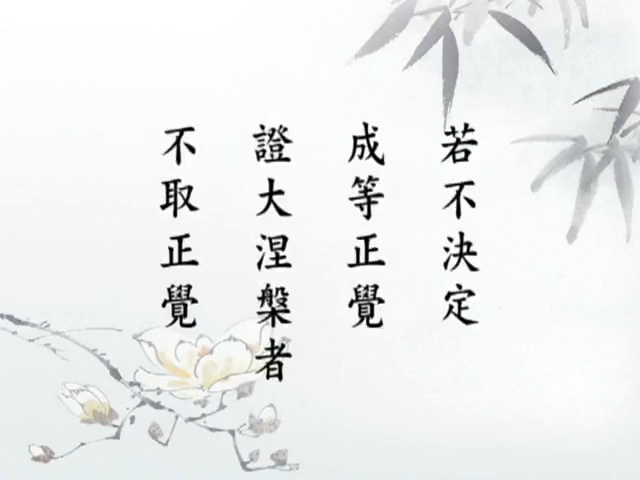 若不決定
成等正覺
證大涅槃者
不取正覺